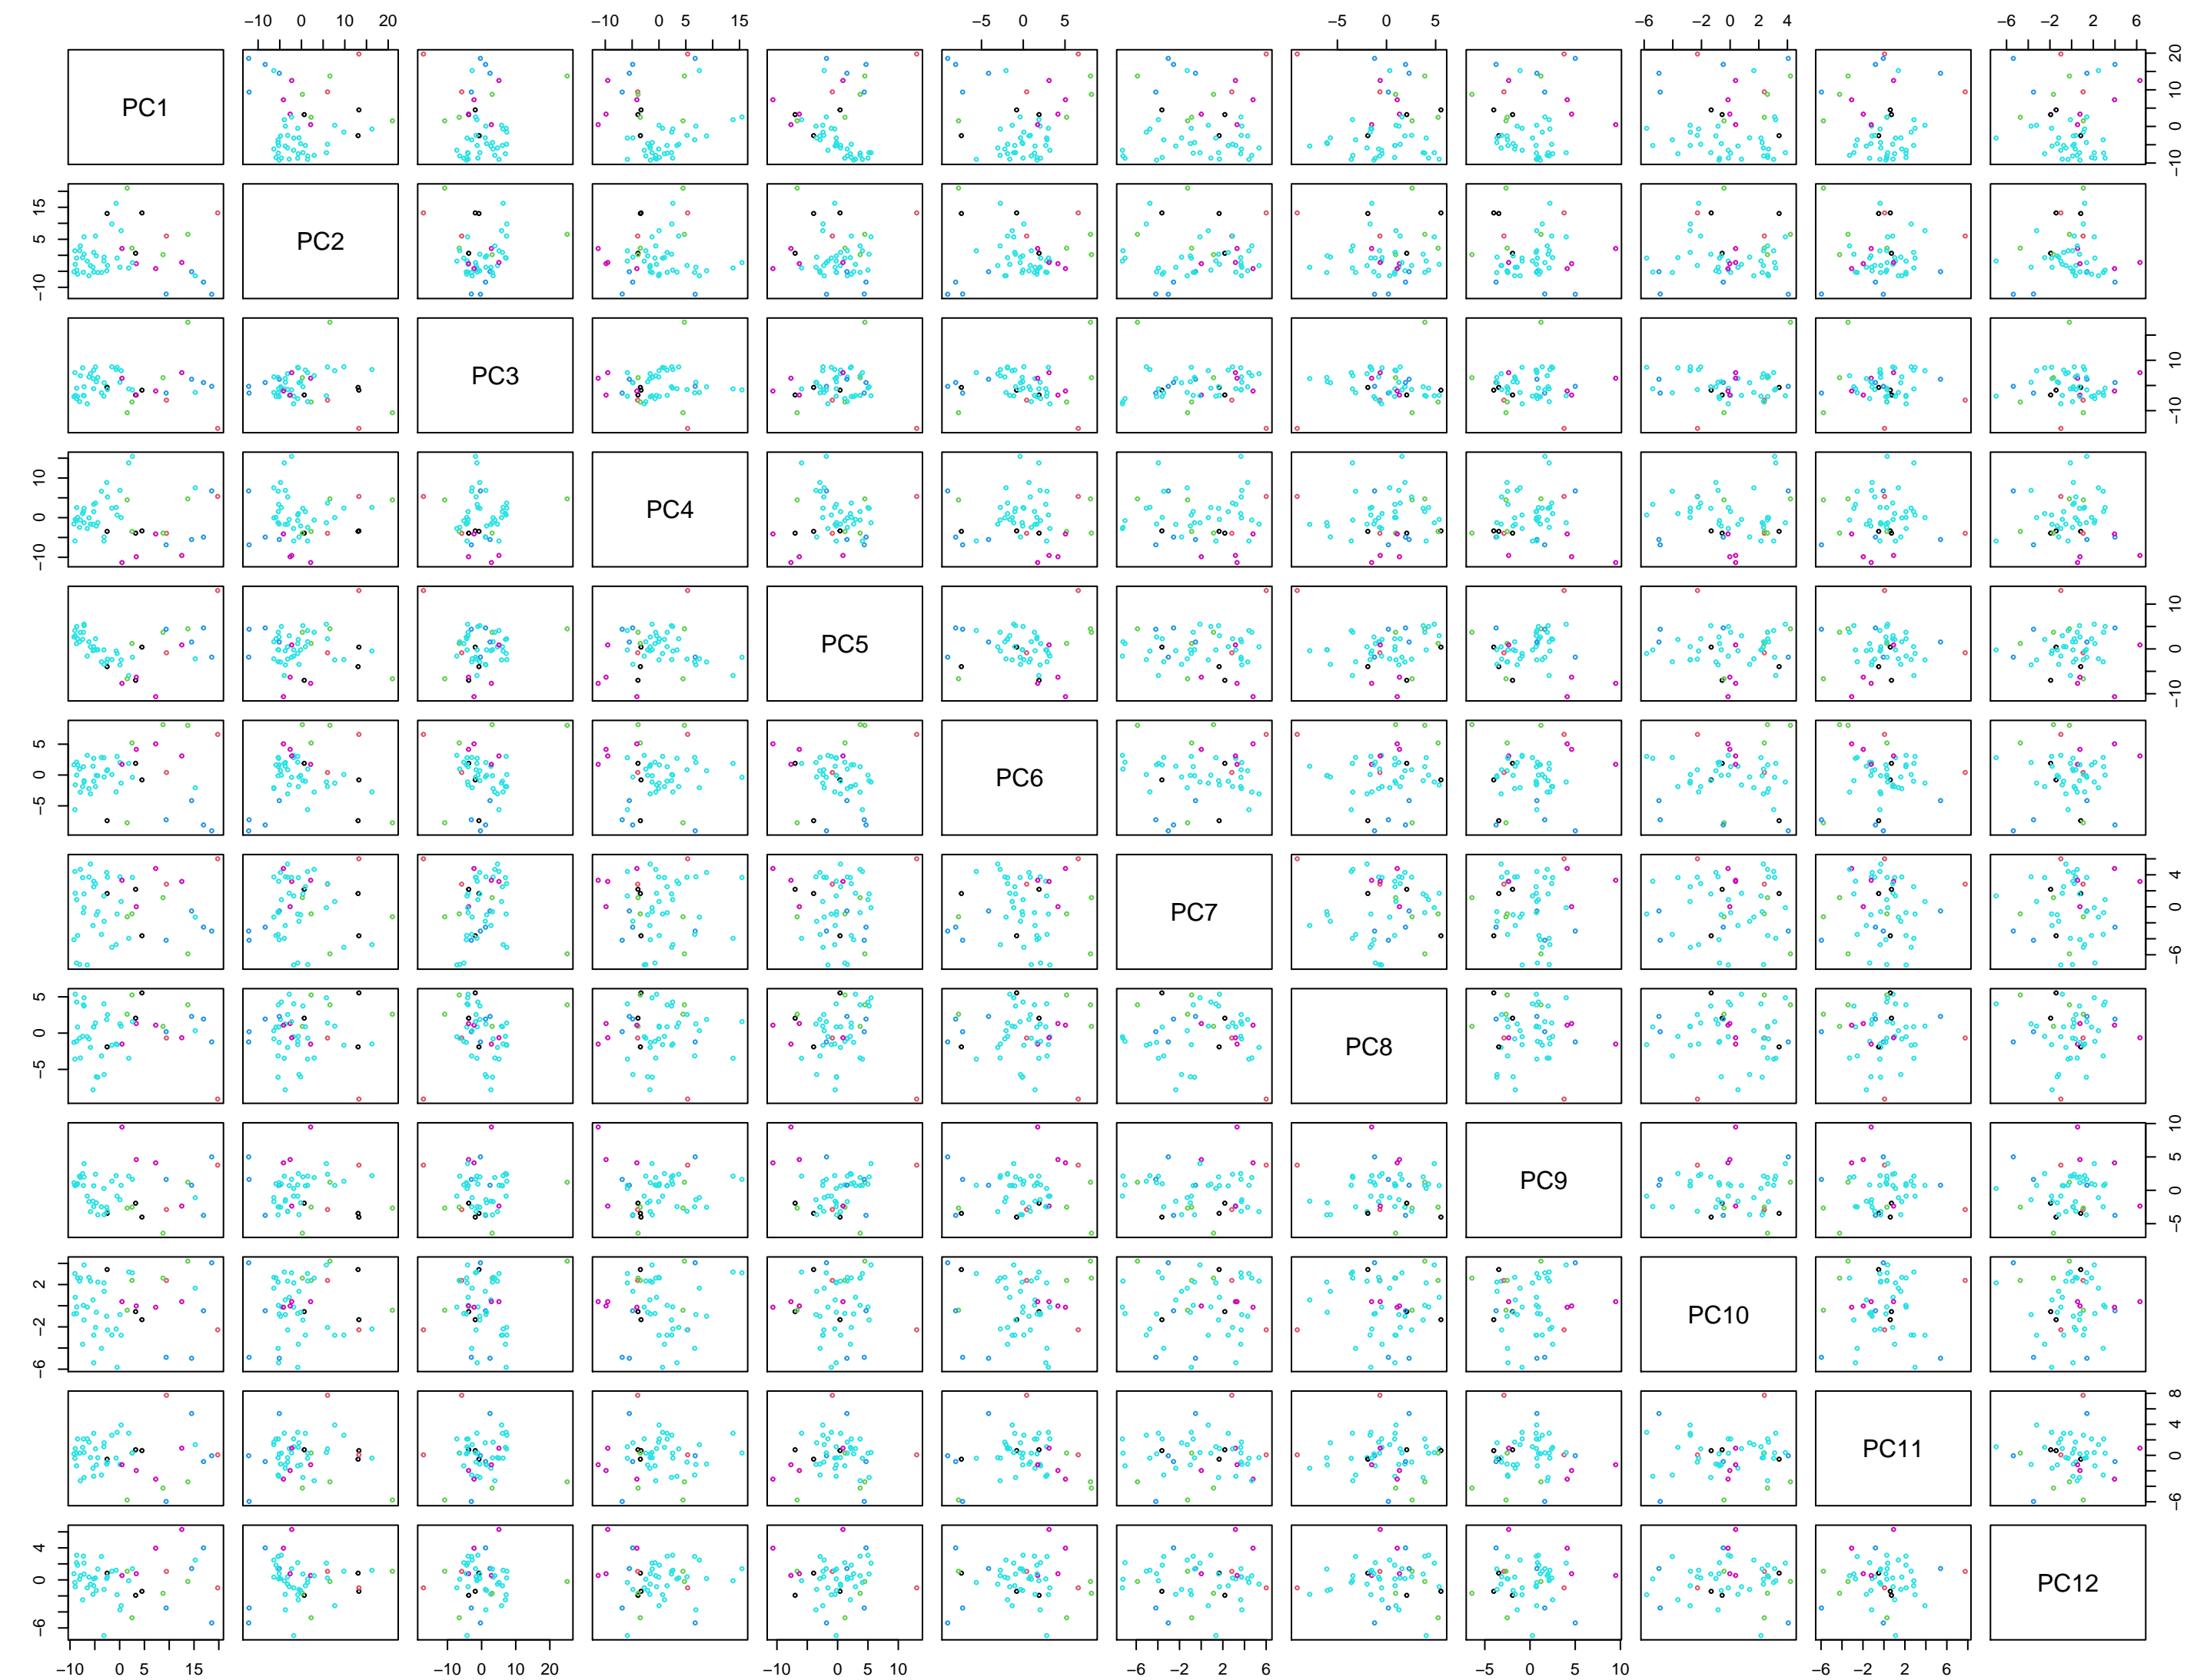 −10 0 10 20 −10 0 5 15 −5 0 5 −5 0 5 −6 −2 0 2 4 −6 −2 2 6
PC1 −10 0 10 20
−10 5 15 PC2
PC3 −10 10
−10 0 10 PC4
PC5 −10 0 10
−5 0 5 PC6
PC7 −6 0 4
−5 0 5 PC8
PC9 −5 0 5 10
−6 −2 2 PC10
PC11 −6 0 4 8
−6 0 4 PC12
−10 0 5 15 −10 0 10 20 −10 0 5 10 −6 −2 2 6 −5 0 5 10 −6 −2 2 6